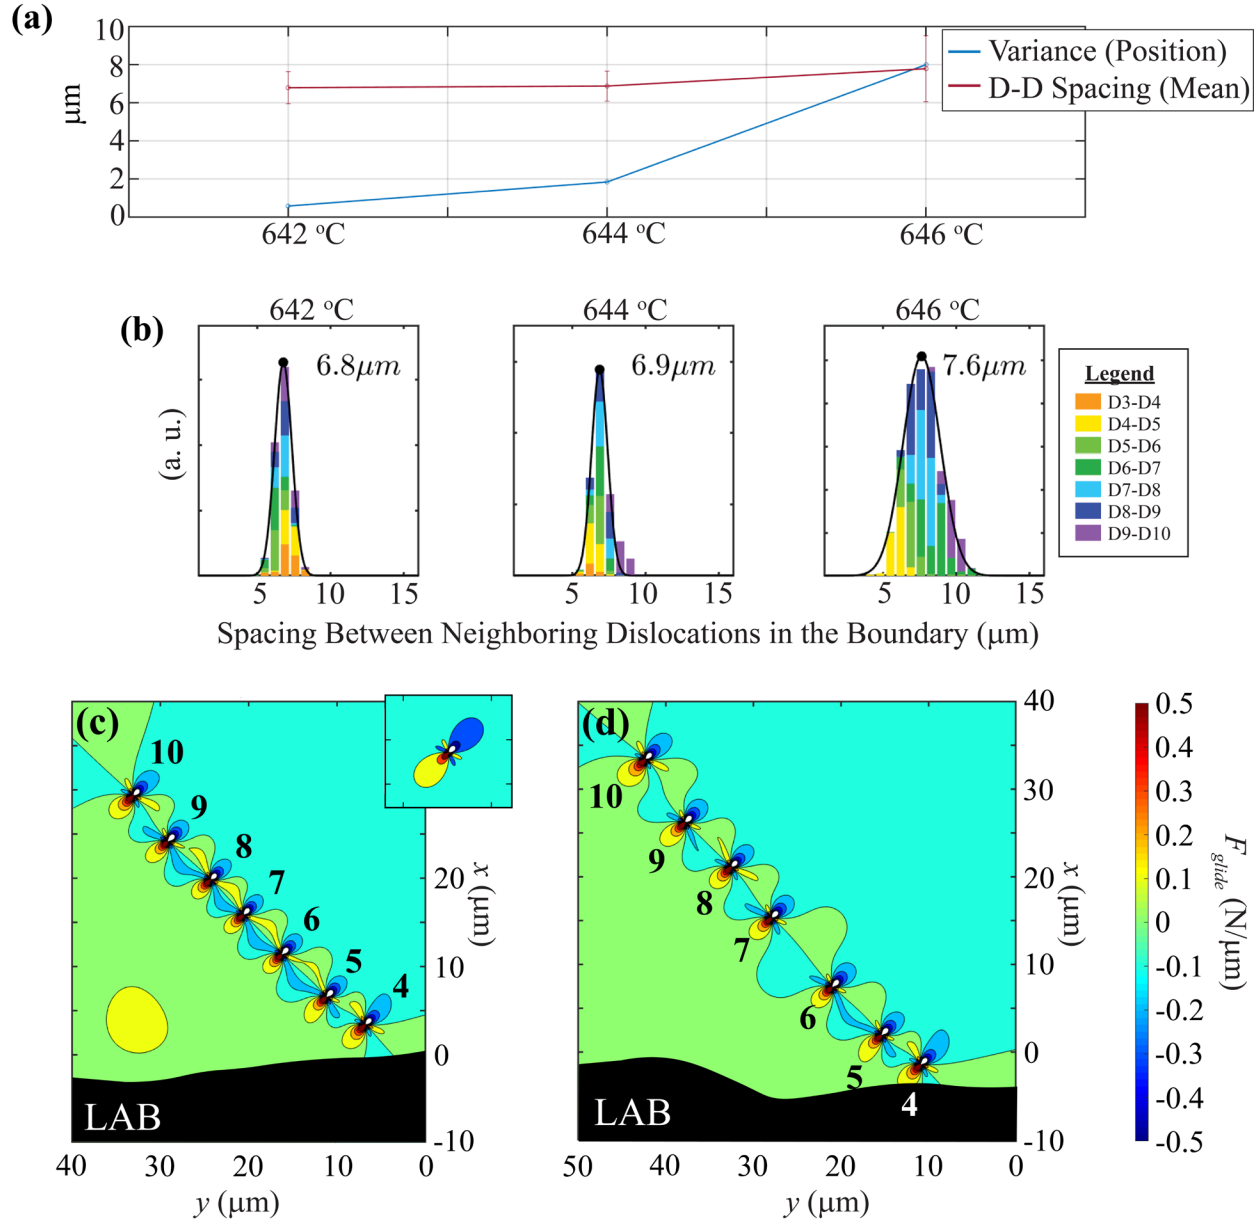 (a)
10
8
6
4
2
0
μm
642 °C
644 °C
646 °C
Variance (Position)
D-D Spacing (Mean)
(b)
642 °C
644 °C
646 °C
6.8μm
6.9μm
7.6μm
(a. u.)
5 10 15
5 10 15
5 10 15
Spacing Between Neighboring Dislocations in the Boundary (μm)
Legend
D3-D4
D4-D5
D5-D6
D6-D7
D7-D8
D8-D9
D9-D10
(c)
10
9
8
7
6
5
4
LAB
20
10
0
-10
x (μm)
40 30 20 10 0
y (μm)
(d)
10
9
8
7
6
5
4
LAB
40
30
20
10
0
-10
x (μm)
50 40 30 20 10 0
y (μm)
0.5
0.4
0.3
0.2
0.1
0
-0.1
-0.2
-0.3
-0.4
-0.5
Fglide (N/μm)